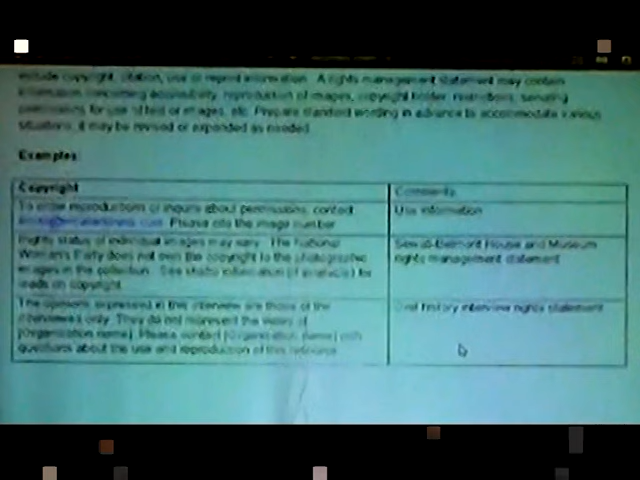 include copyright, citation, use or reprint information. A rights management statement may contain
information concerning accessibility, reproduction of images, copyright holder, restrictions, securing
permissions for use of text or images, etc. Prepare standard wording in advance to accommodate various
situations, it may be revised or expanded as needed.
Examples:
Copyright
Comments
To order reproductions or inquire about permissions, contact
Please cite the image number.
Use information
Rights status of individual images may vary. The National
Woman's Party does not own the copyright to the photographic
images in the collection. See
for
on copyright.
Sewall-Belmont House and Museum
rights management statement
The opinions expressed in this interview are those of the
interviewees only. They do not represent the views of
[Organization name]. Please contact [Organization name] with
questions about the use and reproduction of this resource.
Oral history interview rights statement